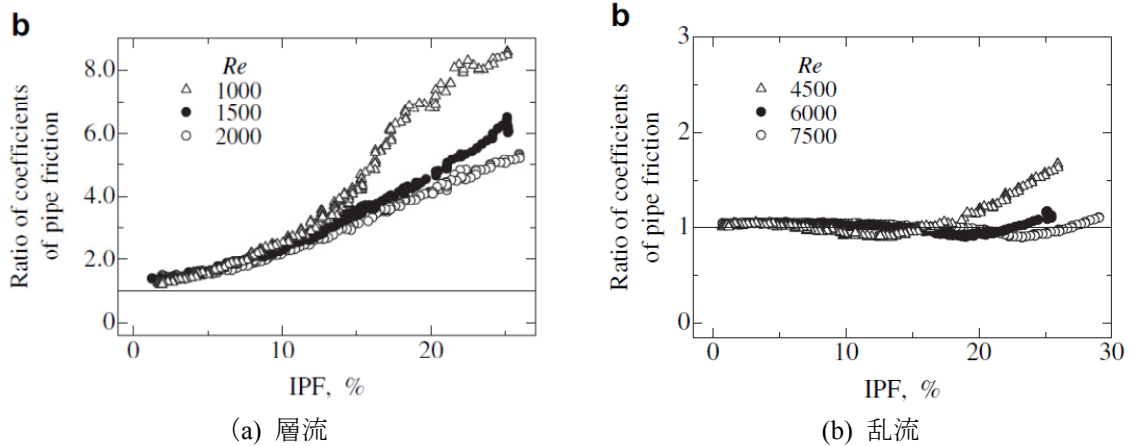 b
Ratio of coefficients
of pipe friction
8.0
6.0
4.0
2.0
0
Re
1000
1500
2000
0
10
20
IPF, %
(a) 層流
b
Ratio of coefficients
of pipe friction
3
2
1
0
Re
4500
6000
7500
0
10
20
30
IPF, %
(b) 乱流